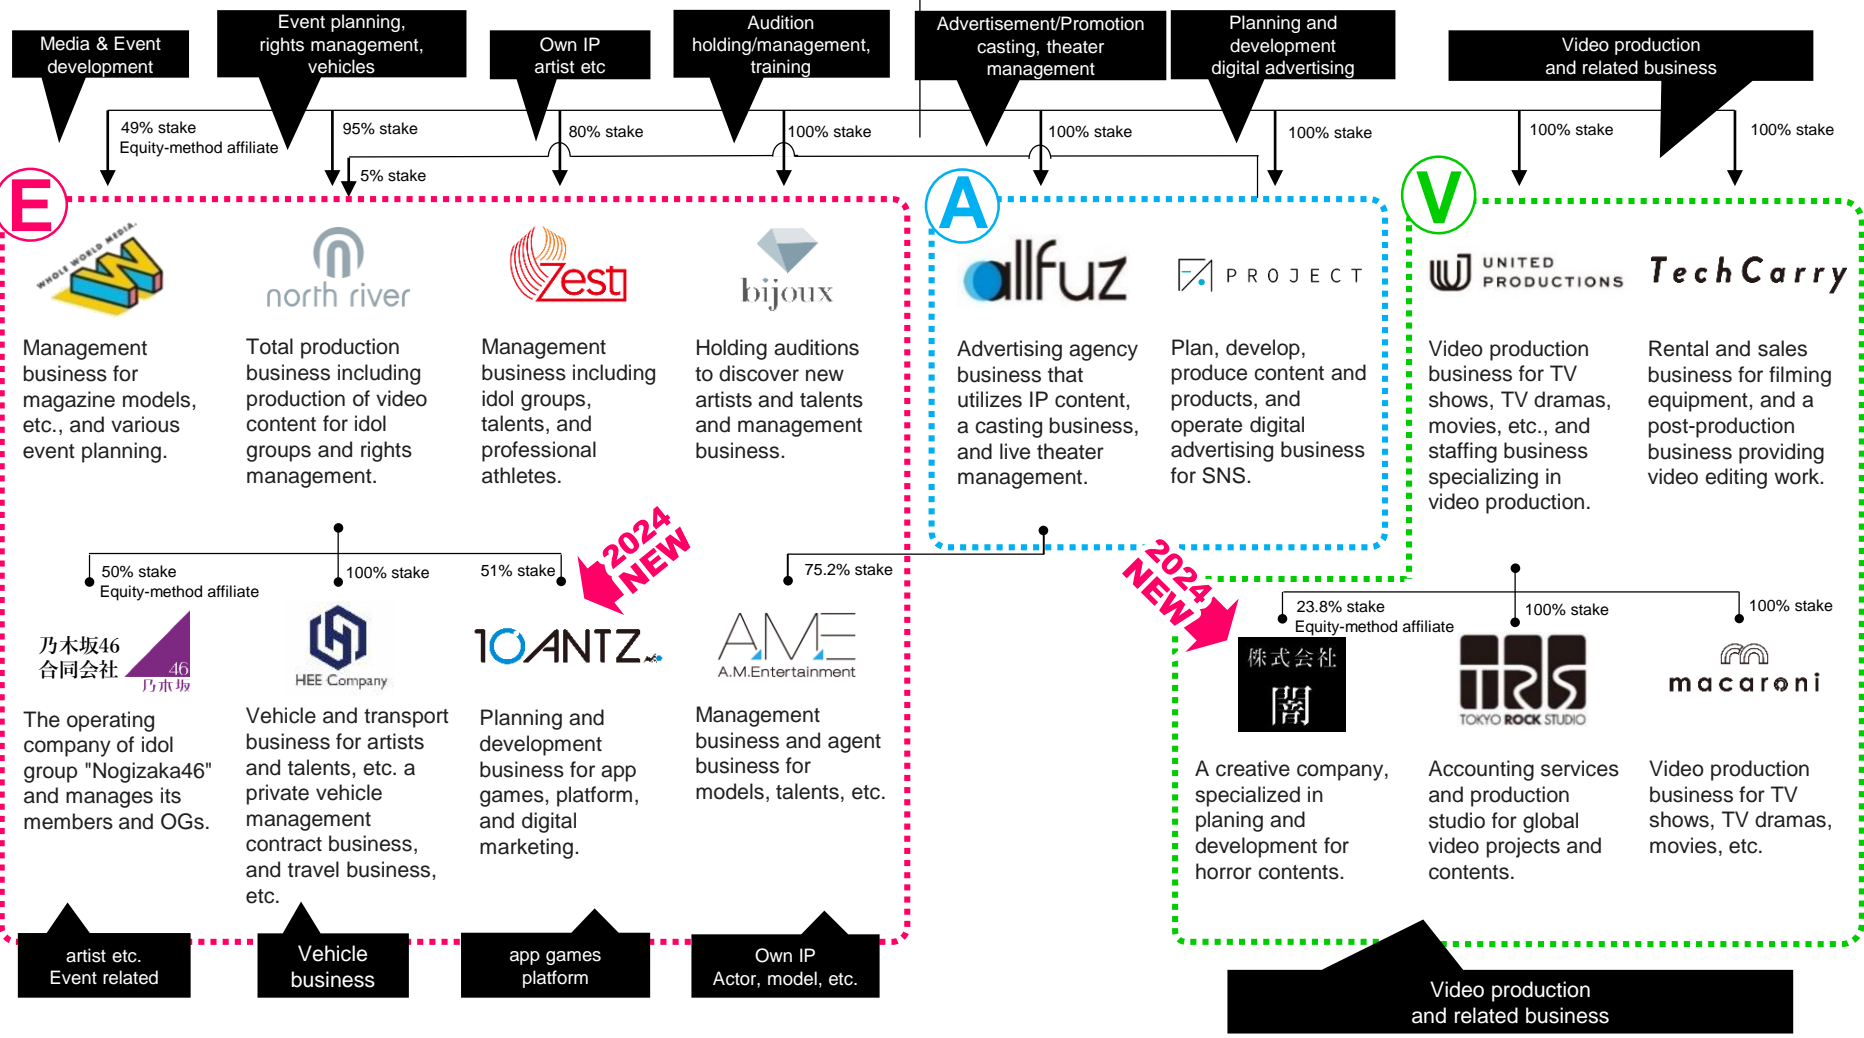 Media & Event
development
Event planning,
rights management,
vehicles
Own IP
artist etc
Audition
holding/management,
training
Advertisement/Promotion
casting, theater
management
Planning and
development
digital advertising
Video production
and related business
49% stake
Equity-method affiliate
95% stake
5% stake
80% stake
100% stake
100% stake
100% stake
100% stake
100% stake
E
A
V
WHOLE WORLD MEDIA.
W
north river
Zest
bijoux
allfuz
FA PROJECT
UNITED
PRODUCTIONS
TechCarry
Management
business for
magazine models,
etc., and various
event planning.
Total production
business including
production of video
content for idol
groups and rights
management.
Management
business including
idol groups,
talents, and
professional
athletes.
Holding auditions
to discover new
artists and talents
and management
business.
Advertising agency
business that
utilizes IP content,
a casting business,
and live theater
management.
Plan, develop,
produce content and
products, and
operate digital
advertising business
for SNS.
Video production
business for TV
shows, TV dramas,
movies, etc., and
staffing business
specializing in
video production.
Rental and sales
business for filming
equipment, and a
post-production
business providing
video editing work.
50% stake
Equity-method affiliate
100% stake
51% stake
2024
NEW
75.2% stake
2024
NEW
23.8% stake
Equity-method affiliate
100% stake
100% stake
乃木坂46
合同会社
46
乃木坂
HEE Company
10ANTZ
A.M.E
A.M.Entertainment
株式会社
闇
TRS
TOKYO ROCK STUDIO
macaroni
The operating
company of idol
group "Nogizaka46"
and manages its
members and OGs.
Vehicle and transport
business for artists
and talents, etc. a
private vehicle
management
contract business,
and travel business,
etc.
Planning and
development
business for app
games, platform,
and digital
marketing.
Management
business and agent
business for
models, talents, etc.
A creative company,
specialized in
planing and
development for
horror contents.
Accounting services
and production
studio for global
video projects and
contents.
Video production
business for TV
shows, TV dramas,
movies, etc.
artist etc.
Event related
Vehicle
business
app games
platform
Own IP
Actor, model, etc.
Video production
and related business